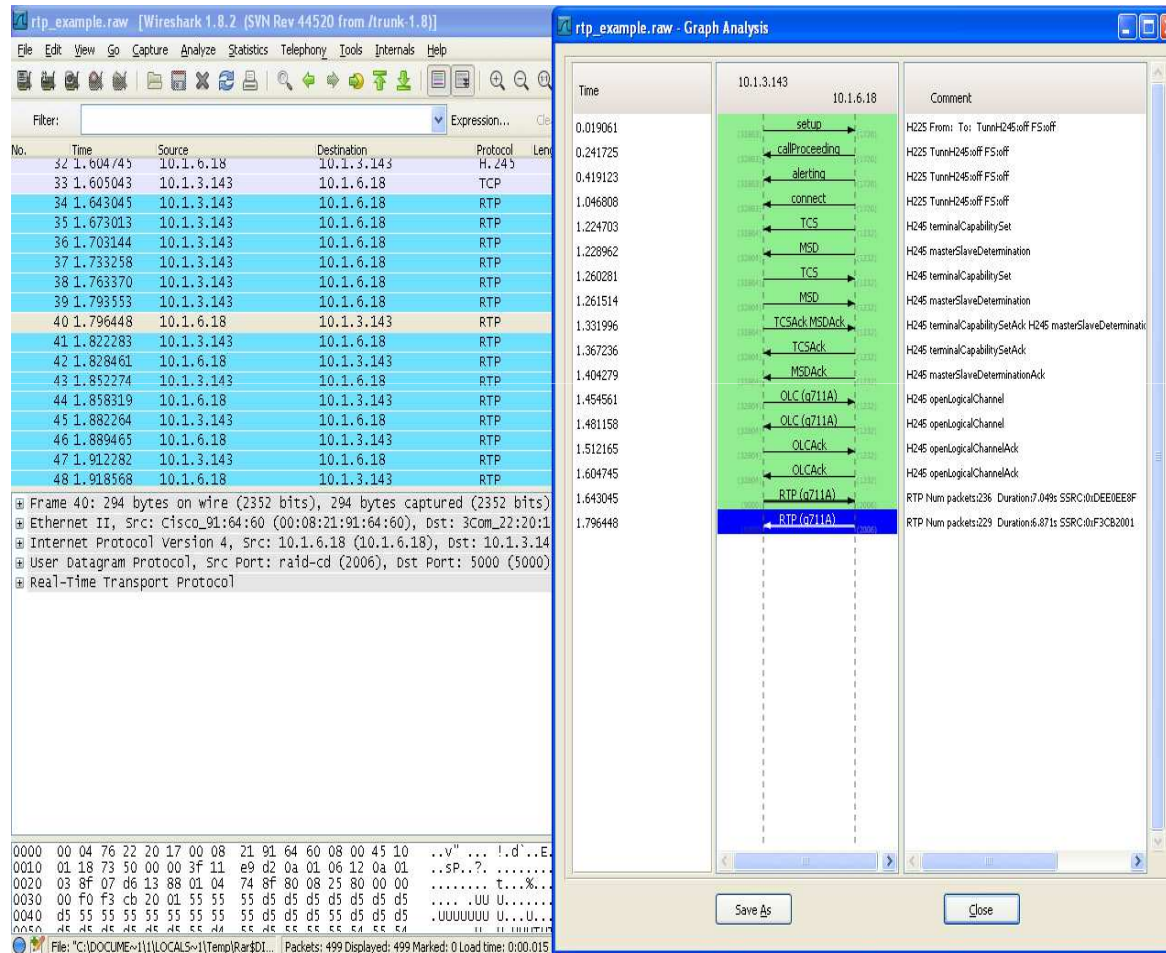 rtp_example.raw [Wireshark 1.8.2 (SVN Rev 44520 from /trunk-1.8)]
File Edit View Go Capture Analyze Statistics Telephony Tools Internals Help
Filter: Expression...
No. Time Source Destination Protocol Leng
32 1.604745 10.1.6.18 10.1.3.143 H.245
33 1.605043 10.1.3.143 10.1.6.18 TCP
34 1.643045 10.1.3.143 10.1.6.18 RTP
35 1.673013 10.1.3.143 10.1.6.18 RTP
36 1.703144 10.1.3.143 10.1.6.18 RTP
37 1.733258 10.1.3.143 10.1.6.18 RTP
38 1.763370 10.1.3.143 10.1.6.18 RTP
39 1.793553 10.1.3.143 10.1.6.18 RTP
40 1.796448 10.1.6.18 10.1.3.143 RTP
41 1.822283 10.1.3.143 10.1.6.18 RTP
42 1.828461 10.1.6.18 10.1.3.143 RTP
43 1.852274 10.1.3.143 10.1.6.18 RTP
44 1.858319 10.1.6.18 10.1.3.143 RTP
45 1.882264 10.1.3.143 10.1.6.18 RTP
46 1.889465 10.1.6.18 10.1.3.143 RTP
47 1.912282 10.1.3.143 10.1.6.18 RTP
48 1.918568 10.1.6.18 10.1.3.143 RTP
Frame 40: 294 bytes on wire (2352 bits), 294 bytes captured (2352 bits)
Ethernet II, Src: Cisco_91:64:60 (00:08:21:91:64:60), Dst: 3Com_22:20:1
Internet Protocol Version 4, Src: 10.1.6.18 (10.1.6.18), Dst: 10.1.3.14
User Datagram Protocol, Src Port: raid-cd (2006), Dst Port: 5000 (5000)
Real-Time Transport Protocol
0000 00 04 76 22 20 17 00 08 21 91 64 60 08 00 45 10 ..v" ... !.d`..E.
0010 01 18 73 50 00 00 3f 11 e9 d2 0a 01 06 12 0a 01 ..sP..?. ........
0020 03 8f 07 d6 13 88 01 04 74 8f 80 08 25 80 00 00 ........ t...%...
0030 00 f0 f3 cb 20 01 55 55 55 d5 d5 d5 d5 d5 d5 d5 .... .UU U.......
0040 d5 55 55 55 55 55 55 55 55 d5 d5 d5 55 d5 d5 d5 .UUUUUUU U...U...
File: "C:\DOCUME~1\1\LOCALS~1\Temp\Rar$DI... Packets: 499 Displayed: 499 Marked: 0 Load time: 0:00.015
rtp_example.raw - Graph Analysis
Time 10.1.3.143 10.1.6.18 Comment
0.019061 setup H225 From: To: TunnH245:off FS:off
0.241725 callProceeding H225 TunnH245:off FS:off
0.419123 alerting H225 TunnH245:off FS:off
1.046808 connect H225 TunnH245:off FS:off
1.224703 TCS H245 terminalCapabilitySet
1.228962 MSD H245 masterSlaveDetermination
1.260281 TCS H245 terminalCapabilitySet
1.261514 MSD H245 masterSlaveDetermination
1.331996 TCSAck MSDAck H245 terminalCapabilitySetAck H245 masterSlaveDeterminatio
1.367236 TCSAck H245 terminalCapabilitySetAck
1.404279 MSDAck H245 masterSlaveDeterminationAck
1.454561 OLC (g711A) H245 openLogicalChannel
1.481158 OLC (g711A) H245 openLogicalChannel
1.512165 OLCAck H245 openLogicalChannelAck
1.604745 OLCAck H245 openLogicalChannelAck
1.643045 RTP (g711A) RTP Num packets:236 Duration:7.049s SSRC:0xDEE0EE8F
1.796448 RTP (g711A) RTP Num packets:229 Duration:6.871s SSRC:0xF3CB2001
Save As Close